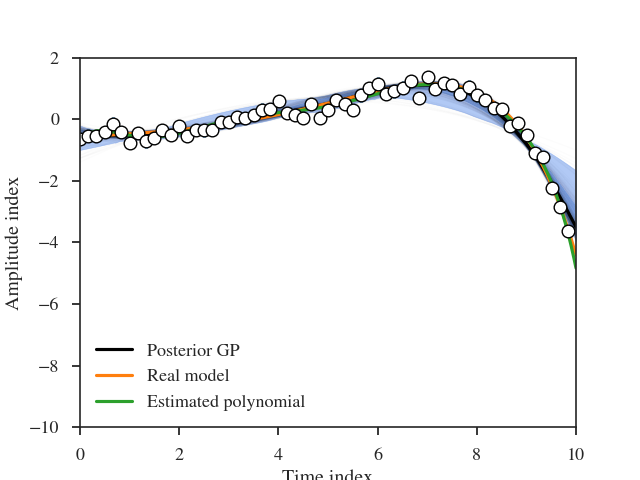 2
0
−2
−4
−6
−8
−10
Amplitude index
Posterior GP
Real model
Estimated polynomial
0 2 4 6 8 10
Time index